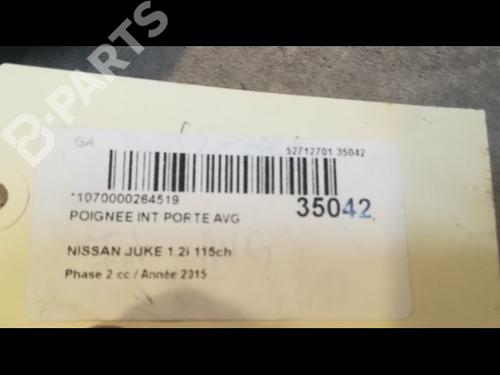 B-PARTS
GA
52712701 35042
*1070000264519
35042
POIGNEE INT PORTE AVG
NISSAN JUKE 1.2i 115ch
Phase 2 cc / Année 2015